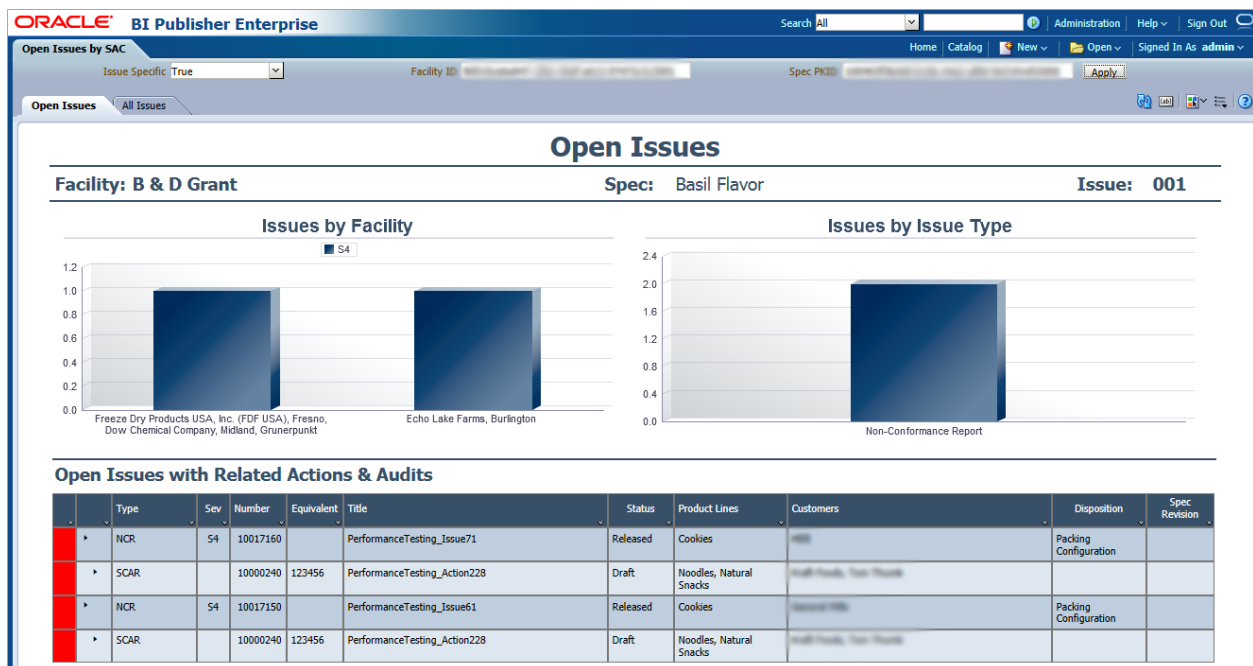 ORACLE BI Publisher Enterprise Search All Administration Help Sign Out
Open Issues by SAC Home Catalog New Open Signed In As admin
Issue Specific True Facility ID Spec PKID Apply
Open Issues All Issues
Open Issues
Facility: B & D Grant Spec: Basil Flavor Issue: 001
Issues by Facility
S4
1.2
1.0
0.8
0.6
0.4
0.2
0.0
Freeze Dry Products USA, Inc. (FDF USA), Fresno,
Dow Chemical Company, Midland, Grunerpunkt
Echo Lake Farms, Burlington
Issues by Issue Type
2.4
2.0
1.6
1.2
0.8
0.4
0.0
Non-Conformance Report
Open Issues with Related Actions & Audits
Type Sev Number Equivalent Title Status Product Lines Customers Disposition Spec Revision
NCR S4 10017160 PerformanceTesting_Issue71 Released Cookies Packing Configuration
SCAR 10000240 123456 PerformanceTesting_Action228 Draft Noodles, Natural Snacks
NCR S4 10017150 PerformanceTesting_Issue61 Released Cookies Packing Configuration
SCAR 10000240 123456 PerformanceTesting_Action228 Draft Noodles, Natural Snacks